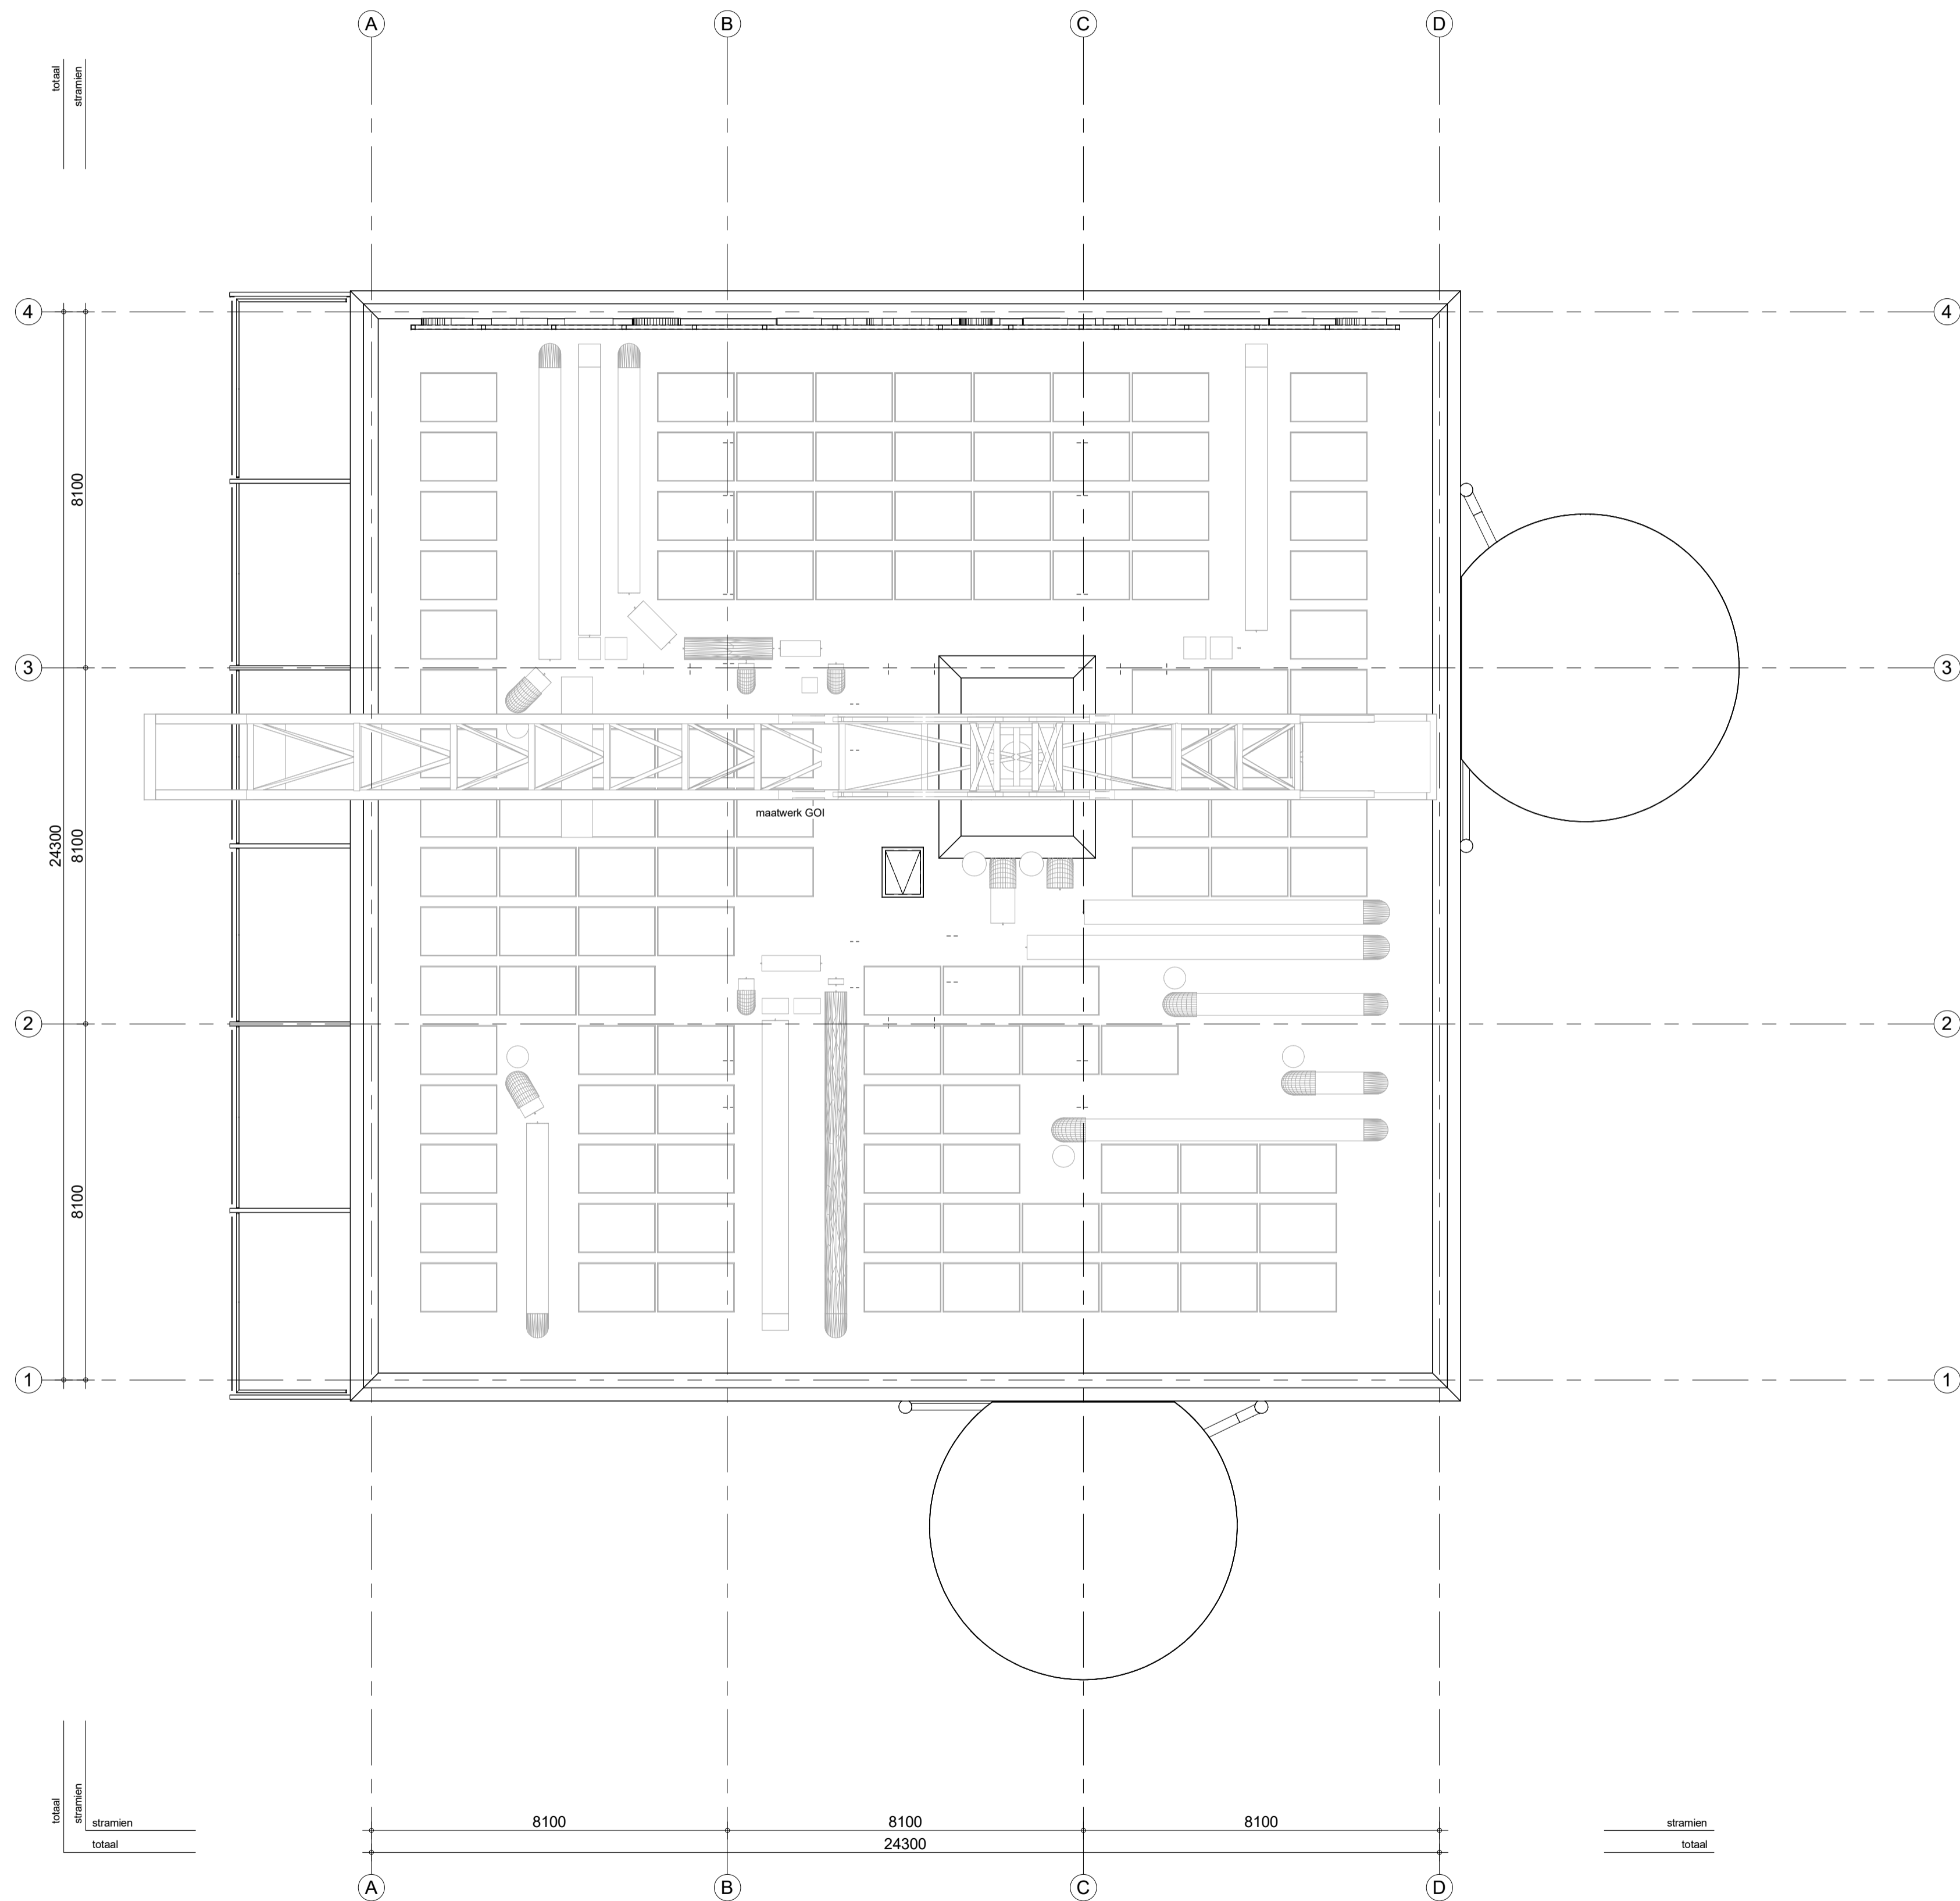 A B C D
totaal
stramien
4 4
8100
3 3
24300
8100
maatwerk GOI
2 2
8100
1 1
totaal
stramien
stramien
totaal
8100 8100 8100
24300
stramien
totaal
A B C D